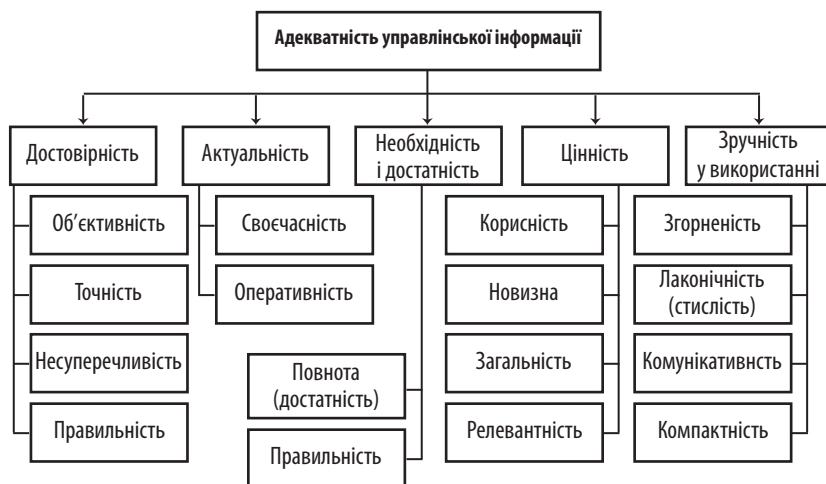 Адекватність управлінської інформації
Достовірність
Об’єктивність
Точність
Несуперечливість
Правильність
Актуальність
Своєчасність
Оперативність
Необхідність
і достатність
Повнота
(достатність)
Правильність
Цінність
Корисність
Новизна
Загальність
Релевантність
Зручність
у використанні
Згорненість
Лаконічність
(стислість)
Комунікативнсть
Компактність